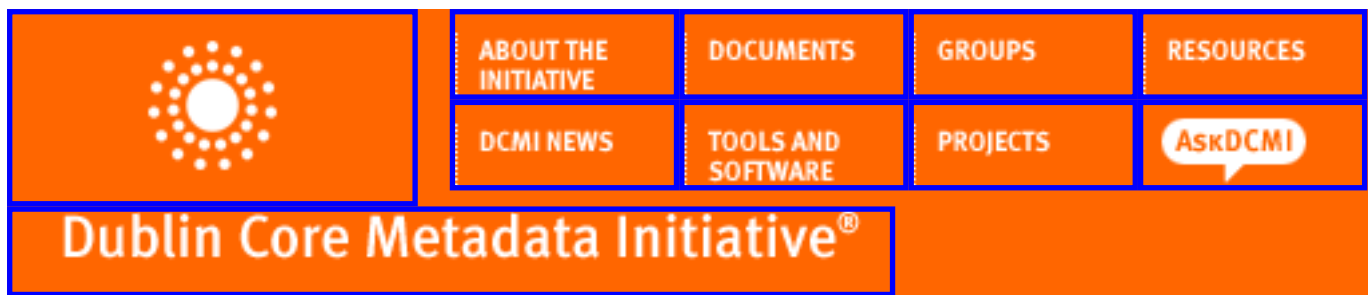 ABOUT THE
INITIATIVE
DOCUMENTS
GROUPS
RESOURCES
DCMI NEWS
TOOLS AND
SOFTWARE
PROJECTS
ASKDCMI
Dublin Core Metadata Initiative®